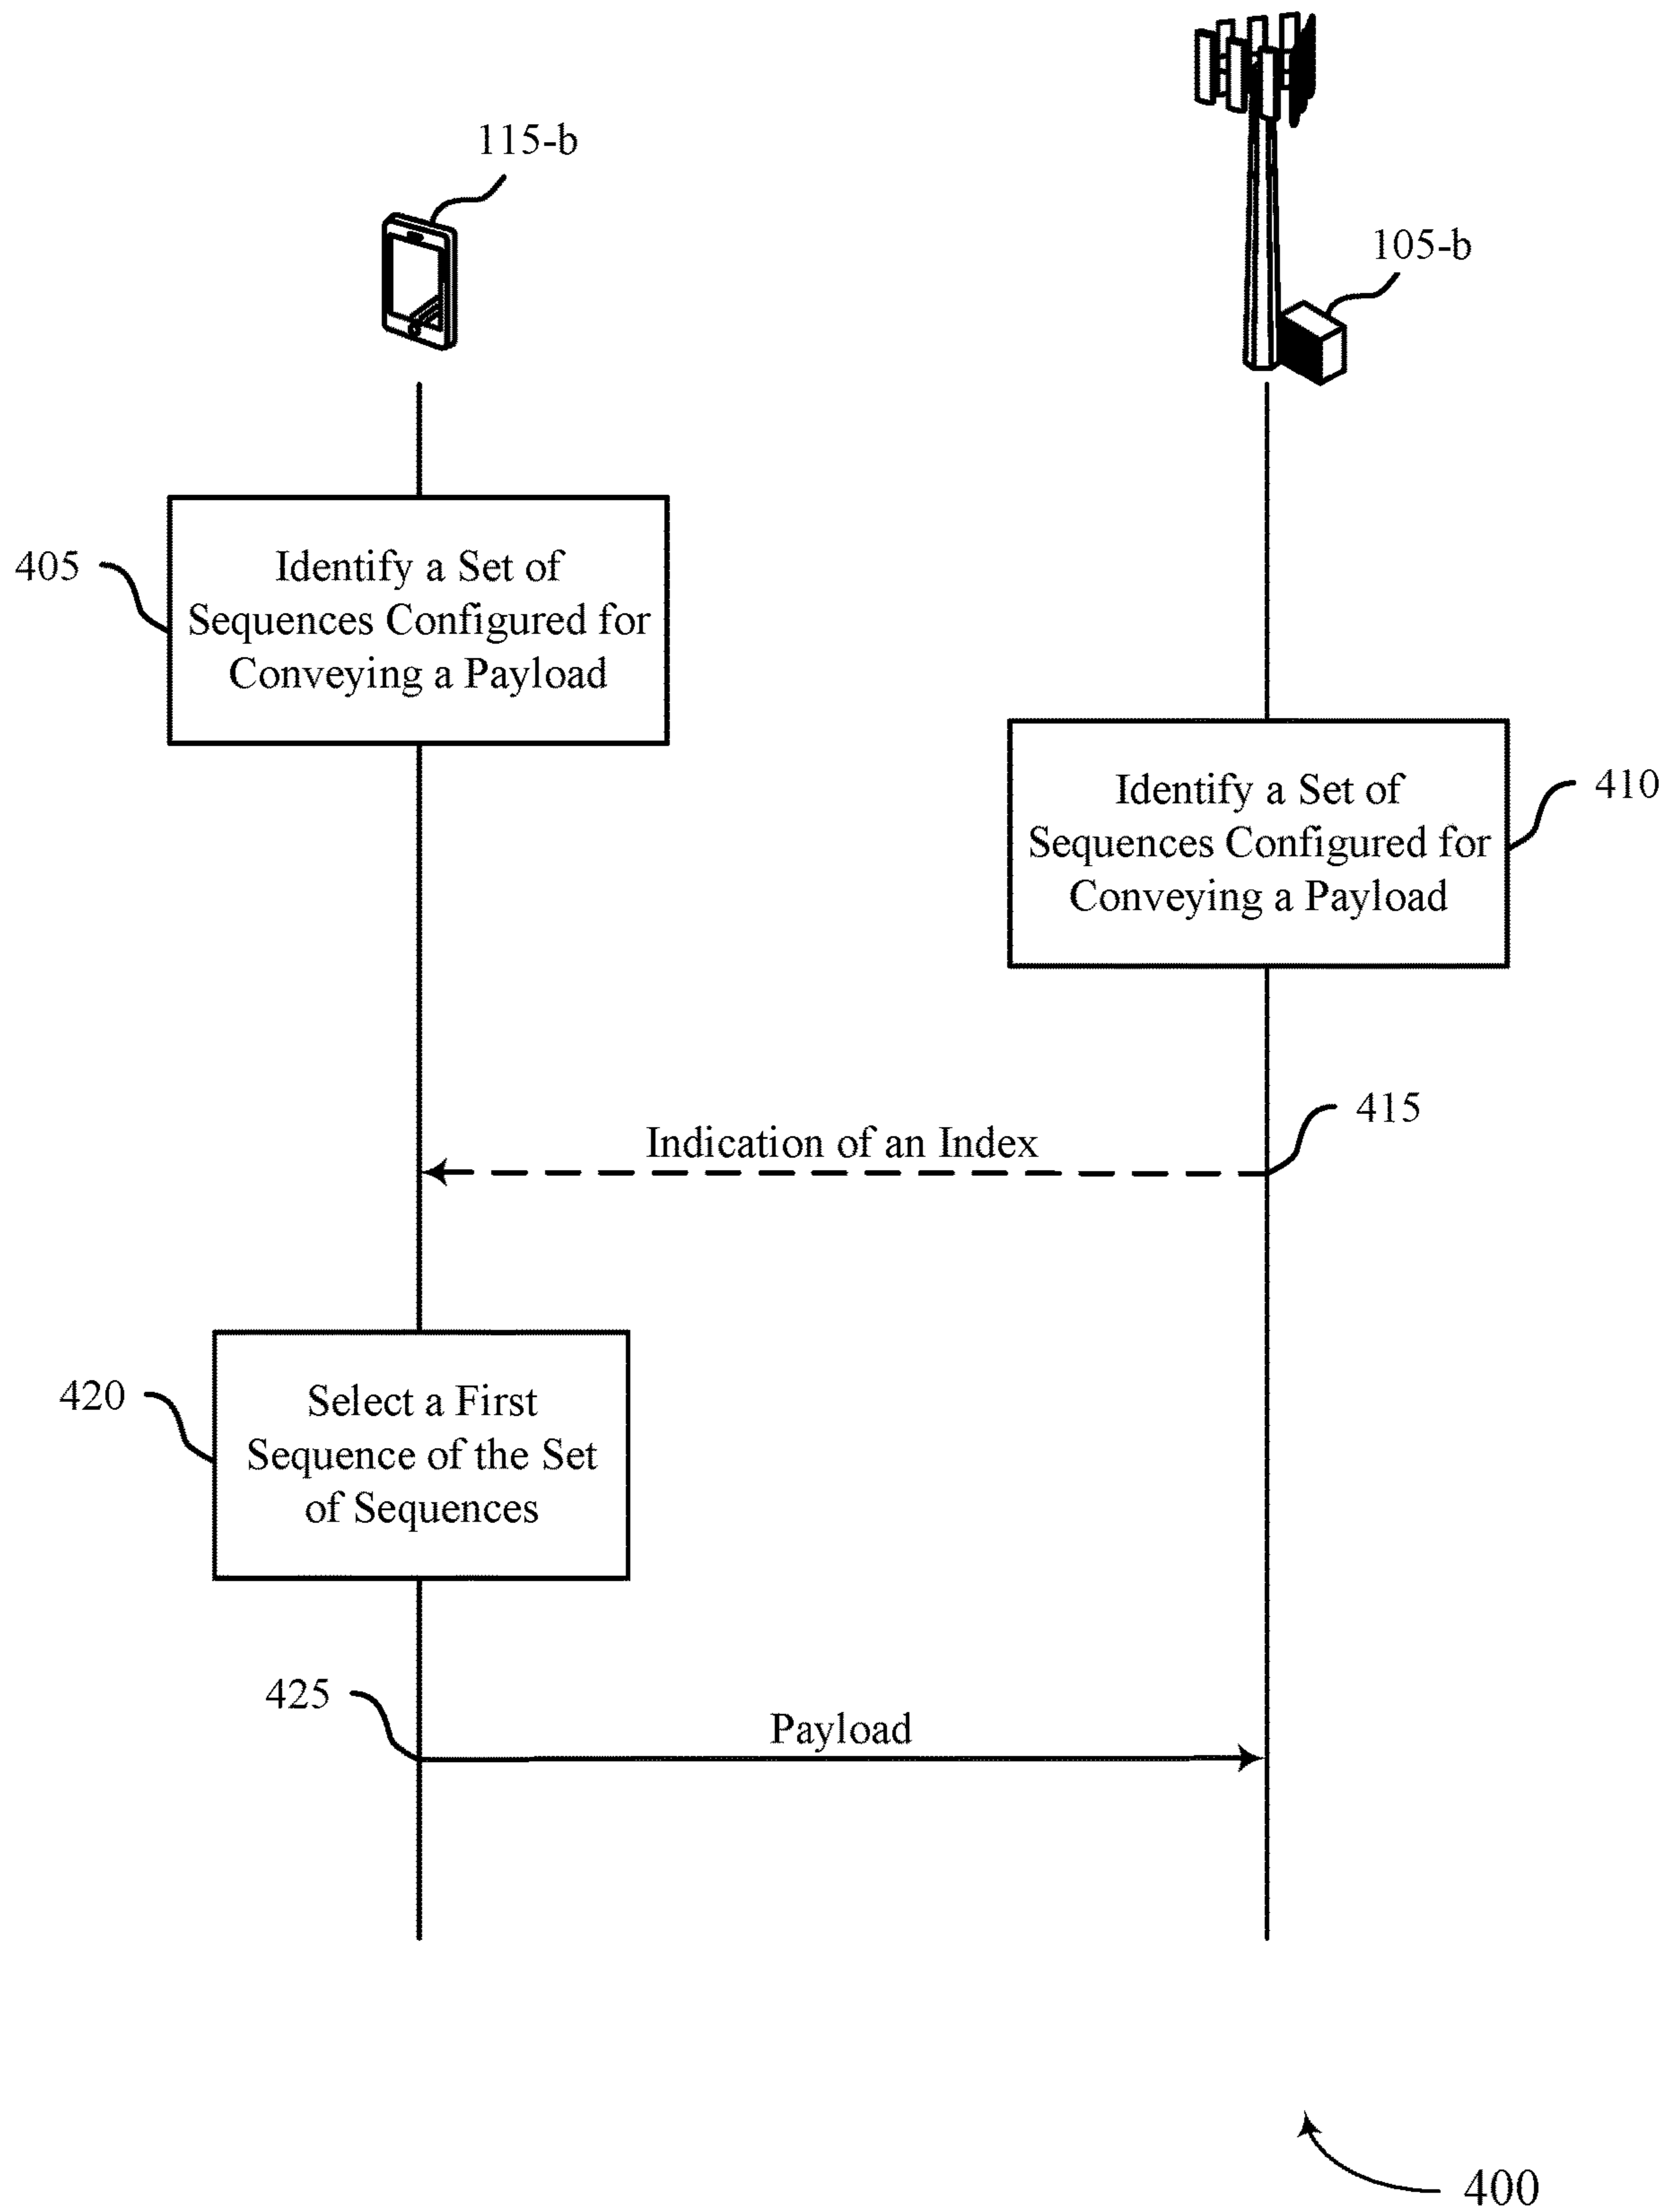 115-b
105-b
405
Identify a Set of
Sequences Configured for
Conveying a Payload
410
Identify a Set of
Sequences Configured for
Conveying a Payload
415
Indication of an Index
420
Select a First
Sequence of the Set
of Sequences
425
Payload
400